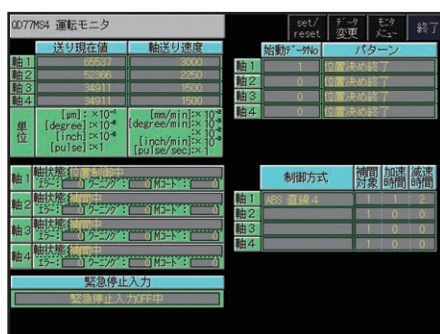 QD77MS4 運転モニタ
set/reset
データ変更
モニタメニュー
終了
送り現在値 軸送り速度
軸1 65537 3000
軸2 52366 2250
軸3 34911 1500
軸4 34911 1500
単位
[μm]:×10⁻¹ [mm/min]:×10⁻²
[degree]:×10⁻⁵ [degree/min]:×10⁻³
[inch]:×10⁻⁵ [inch/min]:×10⁻³
[pulse]:×1 [pulse/sec]:×1
始動データNo パターン
軸1 1 位置決め終了
軸2 0 位置決め終了
軸3 0 位置決め終了
軸4 0 位置決め終了
軸1 軸状態:位置制御中
エラー: 0 ワーニング: 0 Mコード: 0
軸2 軸状態:補間中
エラー: 0 ワーニング: 0 Mコード: 0
軸3 軸状態:補間中
エラー: 0 ワーニング: 0 Mコード: 0
軸4 軸状態:補間中
エラー: 0 ワーニング: 0 Mコード: 0
制御方式 補間対象 加速時間 減速時間
軸1 ABS 直線4 1 1 2
軸2 1 0 0
軸3 1 0 0
軸4 1 0 0
緊急停止入力
緊急停止入力OFF中